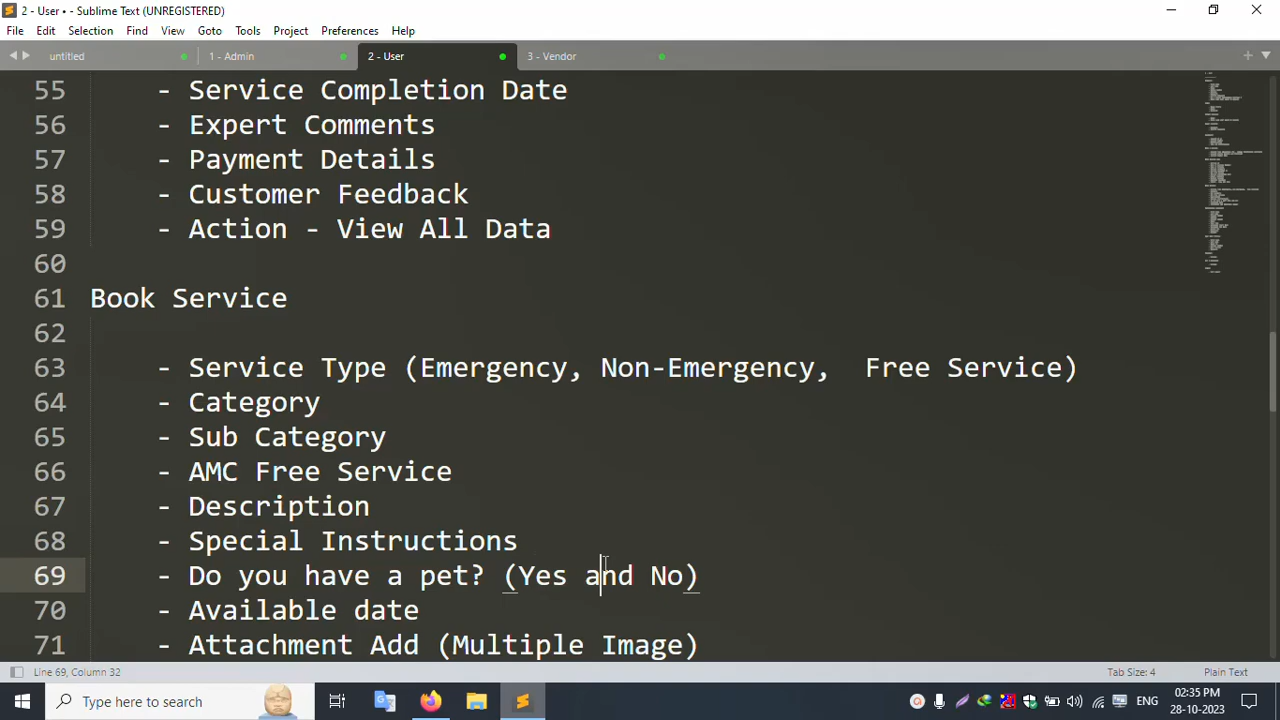 2 - User • - Sublime Text (UNREGISTERED)
File Edit Selection Find View Goto Tools Project Preferences Help
untitled 1 - Admin 2 - User 3 - Vendor
55 - Service Completion Date
56 - Expert Comments
57 - Payment Details
58 - Customer Feedback
59 - Action - View All Data
60
61 Book Service
62
63 - Service Type (Emergency, Non-Emergency,  Free Service)
64 - Category
65 - Sub Category
66 - AMC Free Service
67 - Description
68 - Special Instructions
69 - Do you have a pet? (Yes and No)
70 - Available date
71 - Attachment Add (Multiple Image)
Line 69, Column 32 Tab Size: 4 Plain Text
Type here to search ENG 02:35 PM
28-10-2023